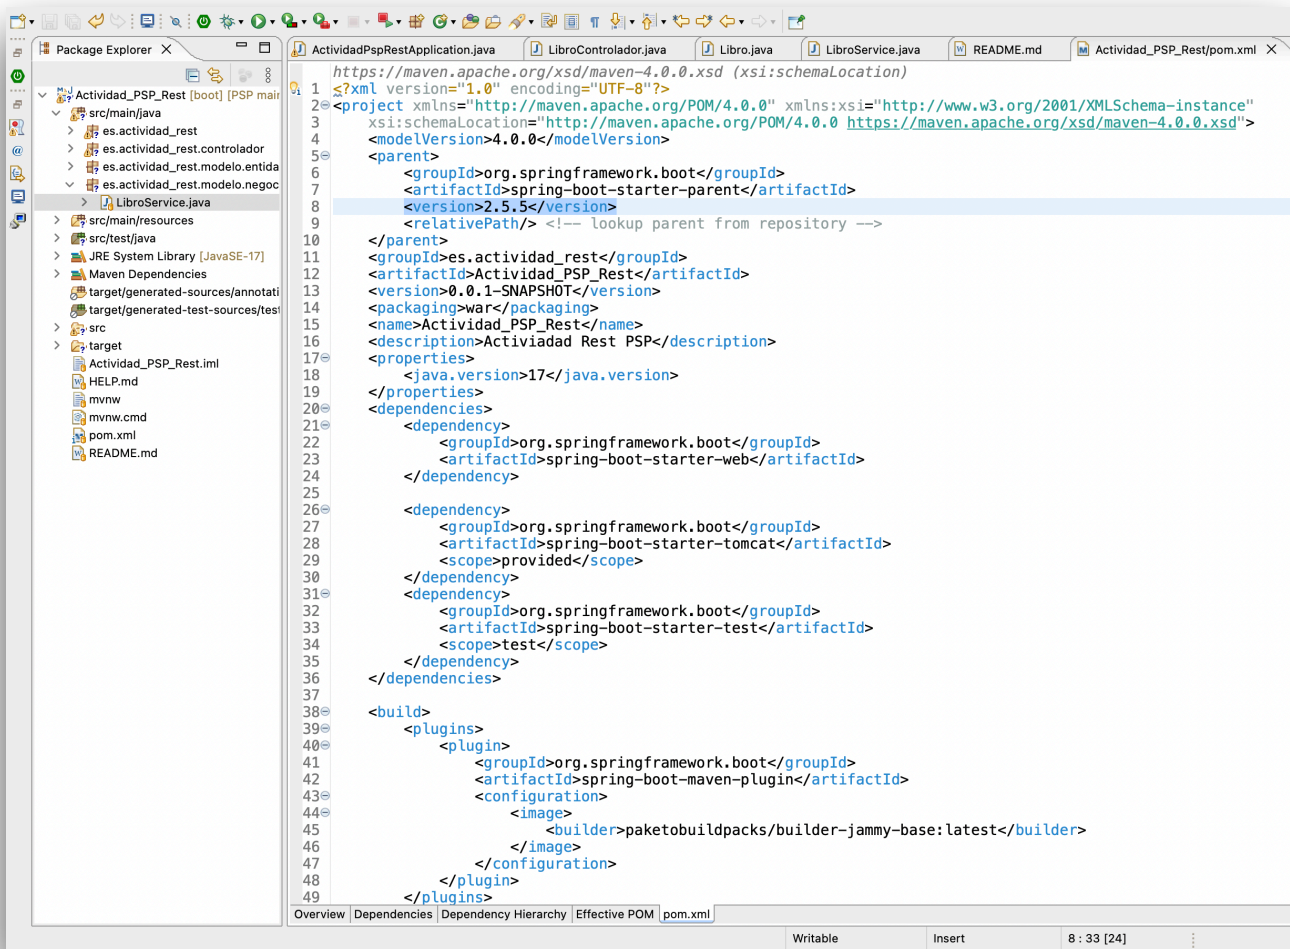 Package Explorer
Actividad_PSP_Rest [boot] [PSP mair
src/main/java
es.actividad_rest
es.actividad_rest.controlador
es.actividad_rest.modelo.entida
es.actividad_rest.modelo.negoc
LibroService.java
src/main/resources
src/test/java
JRE System Library [JavaSE-17]
Maven Dependencies
target/generated-sources/annotati
target/generated-test-sources/test
src
target
Actividad_PSP_Rest.iml
HELP.md
mvnw
mvnw.cmd
pom.xml
README.md
ActividadPspRestApplication.java
LibroControlador.java
Libro.java
LibroService.java
README.md
Actividad_PSP_Rest/pom.xml
https://maven.apache.org/xsd/maven-4.0.0.xsd (xsi:schemaLocation)
1 <?xml version="1.0" encoding="UTF-8"?>
2 <project xmlns="http://maven.apache.org/POM/4.0.0" xmlns:xsi="http://www.w3.org/2001/XMLSchema-instance"
3 xsi:schemaLocation="http://maven.apache.org/POM/4.0.0 https://maven.apache.org/xsd/maven-4.0.0.xsd">
4 <modelVersion>4.0.0</modelVersion>
5 <parent>
6 <groupId>org.springframework.boot</groupId>
7 <artifactId>spring-boot-starter-parent</artifactId>
8 <version>2.5.5</version>
9 <relativePath/> <!-- lookup parent from repository -->
10 </parent>
11 <groupId>es.actividad_rest</groupId>
12 <artifactId>Actividad_PSP_Rest</artifactId>
13 <version>0.0.1-SNAPSHOT</version>
14 <packaging>war</packaging>
15 <name>Actividad_PSP_Rest</name>
16 <description>Activiadad Rest PSP</description>
17 <properties>
18 <java.version>17</java.version>
19 </properties>
20 <dependencies>
21 <dependency>
22 <groupId>org.springframework.boot</groupId>
23 <artifactId>spring-boot-starter-web</artifactId>
24 </dependency>
25
26 <dependency>
27 <groupId>org.springframework.boot</groupId>
28 <artifactId>spring-boot-starter-tomcat</artifactId>
29 <scope>provided</scope>
30 </dependency>
31 <dependency>
32 <groupId>org.springframework.boot</groupId>
33 <artifactId>spring-boot-starter-test</artifactId>
34 <scope>test</scope>
35 </dependency>
36 </dependencies>
37
38 <build>
39 <plugins>
40 <plugin>
41 <groupId>org.springframework.boot</groupId>
42 <artifactId>spring-boot-maven-plugin</artifactId>
43 <configuration>
44 <image>
45 <builder>paketobuildpacks/builder-jammy-base:latest</builder>
46 </image>
47 </configuration>
48 </plugin>
49 </plugins>
Overview Dependencies Dependency Hierarchy Effective POM pom.xml
Writable Insert 8 : 33 [24]